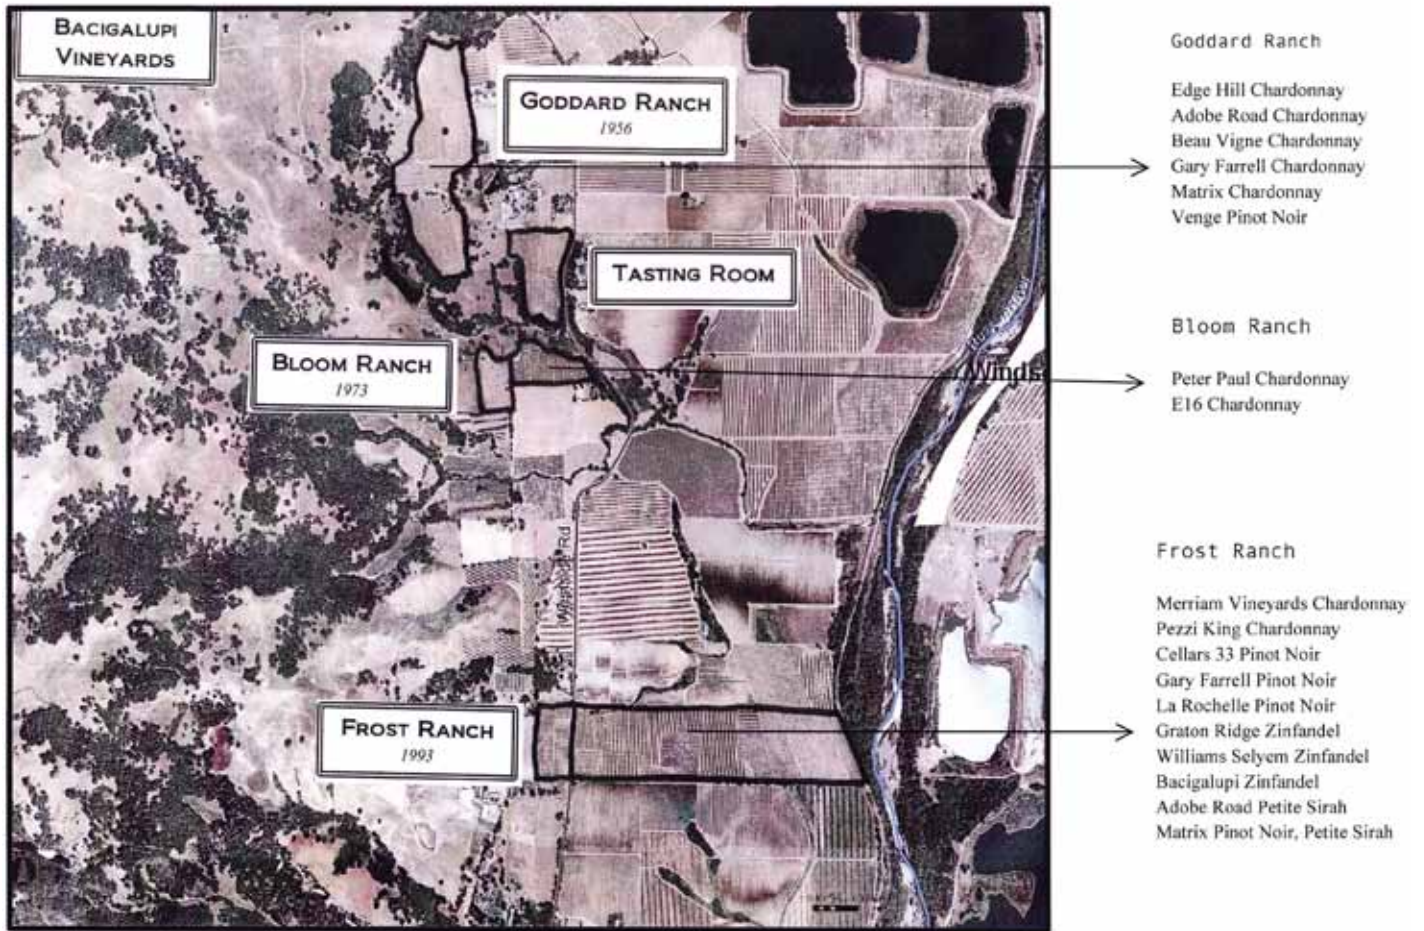 BACIGALUPI
VINEYARDS
GODDARD RANCH
1956
TASTING ROOM
BLOOM RANCH
1973
FROST RANCH
1993
Westside Rd
Winds
Goddard Ranch
Edge Hill Chardonnay
Adobe Road Chardonnay
Beau Vigne Chardonnay
Gary Farrell Chardonnay
Matrix Chardonnay
Venge Pinot Noir
Bloom Ranch
Peter Paul Chardonnay
E16 Chardonnay
Frost Ranch
Merriam Vineyards Chardonnay
Pezzi King Chardonnay
Cellars 33 Pinot Noir
Gary Farrell Pinot Noir
La Rochelle Pinot Noir
Graton Ridge Zinfandel
Williams Selyem Zinfandel
Bacigalupi Zinfandel
Adobe Road Petite Sirah
Matrix Pinot Noir, Petite Sirah